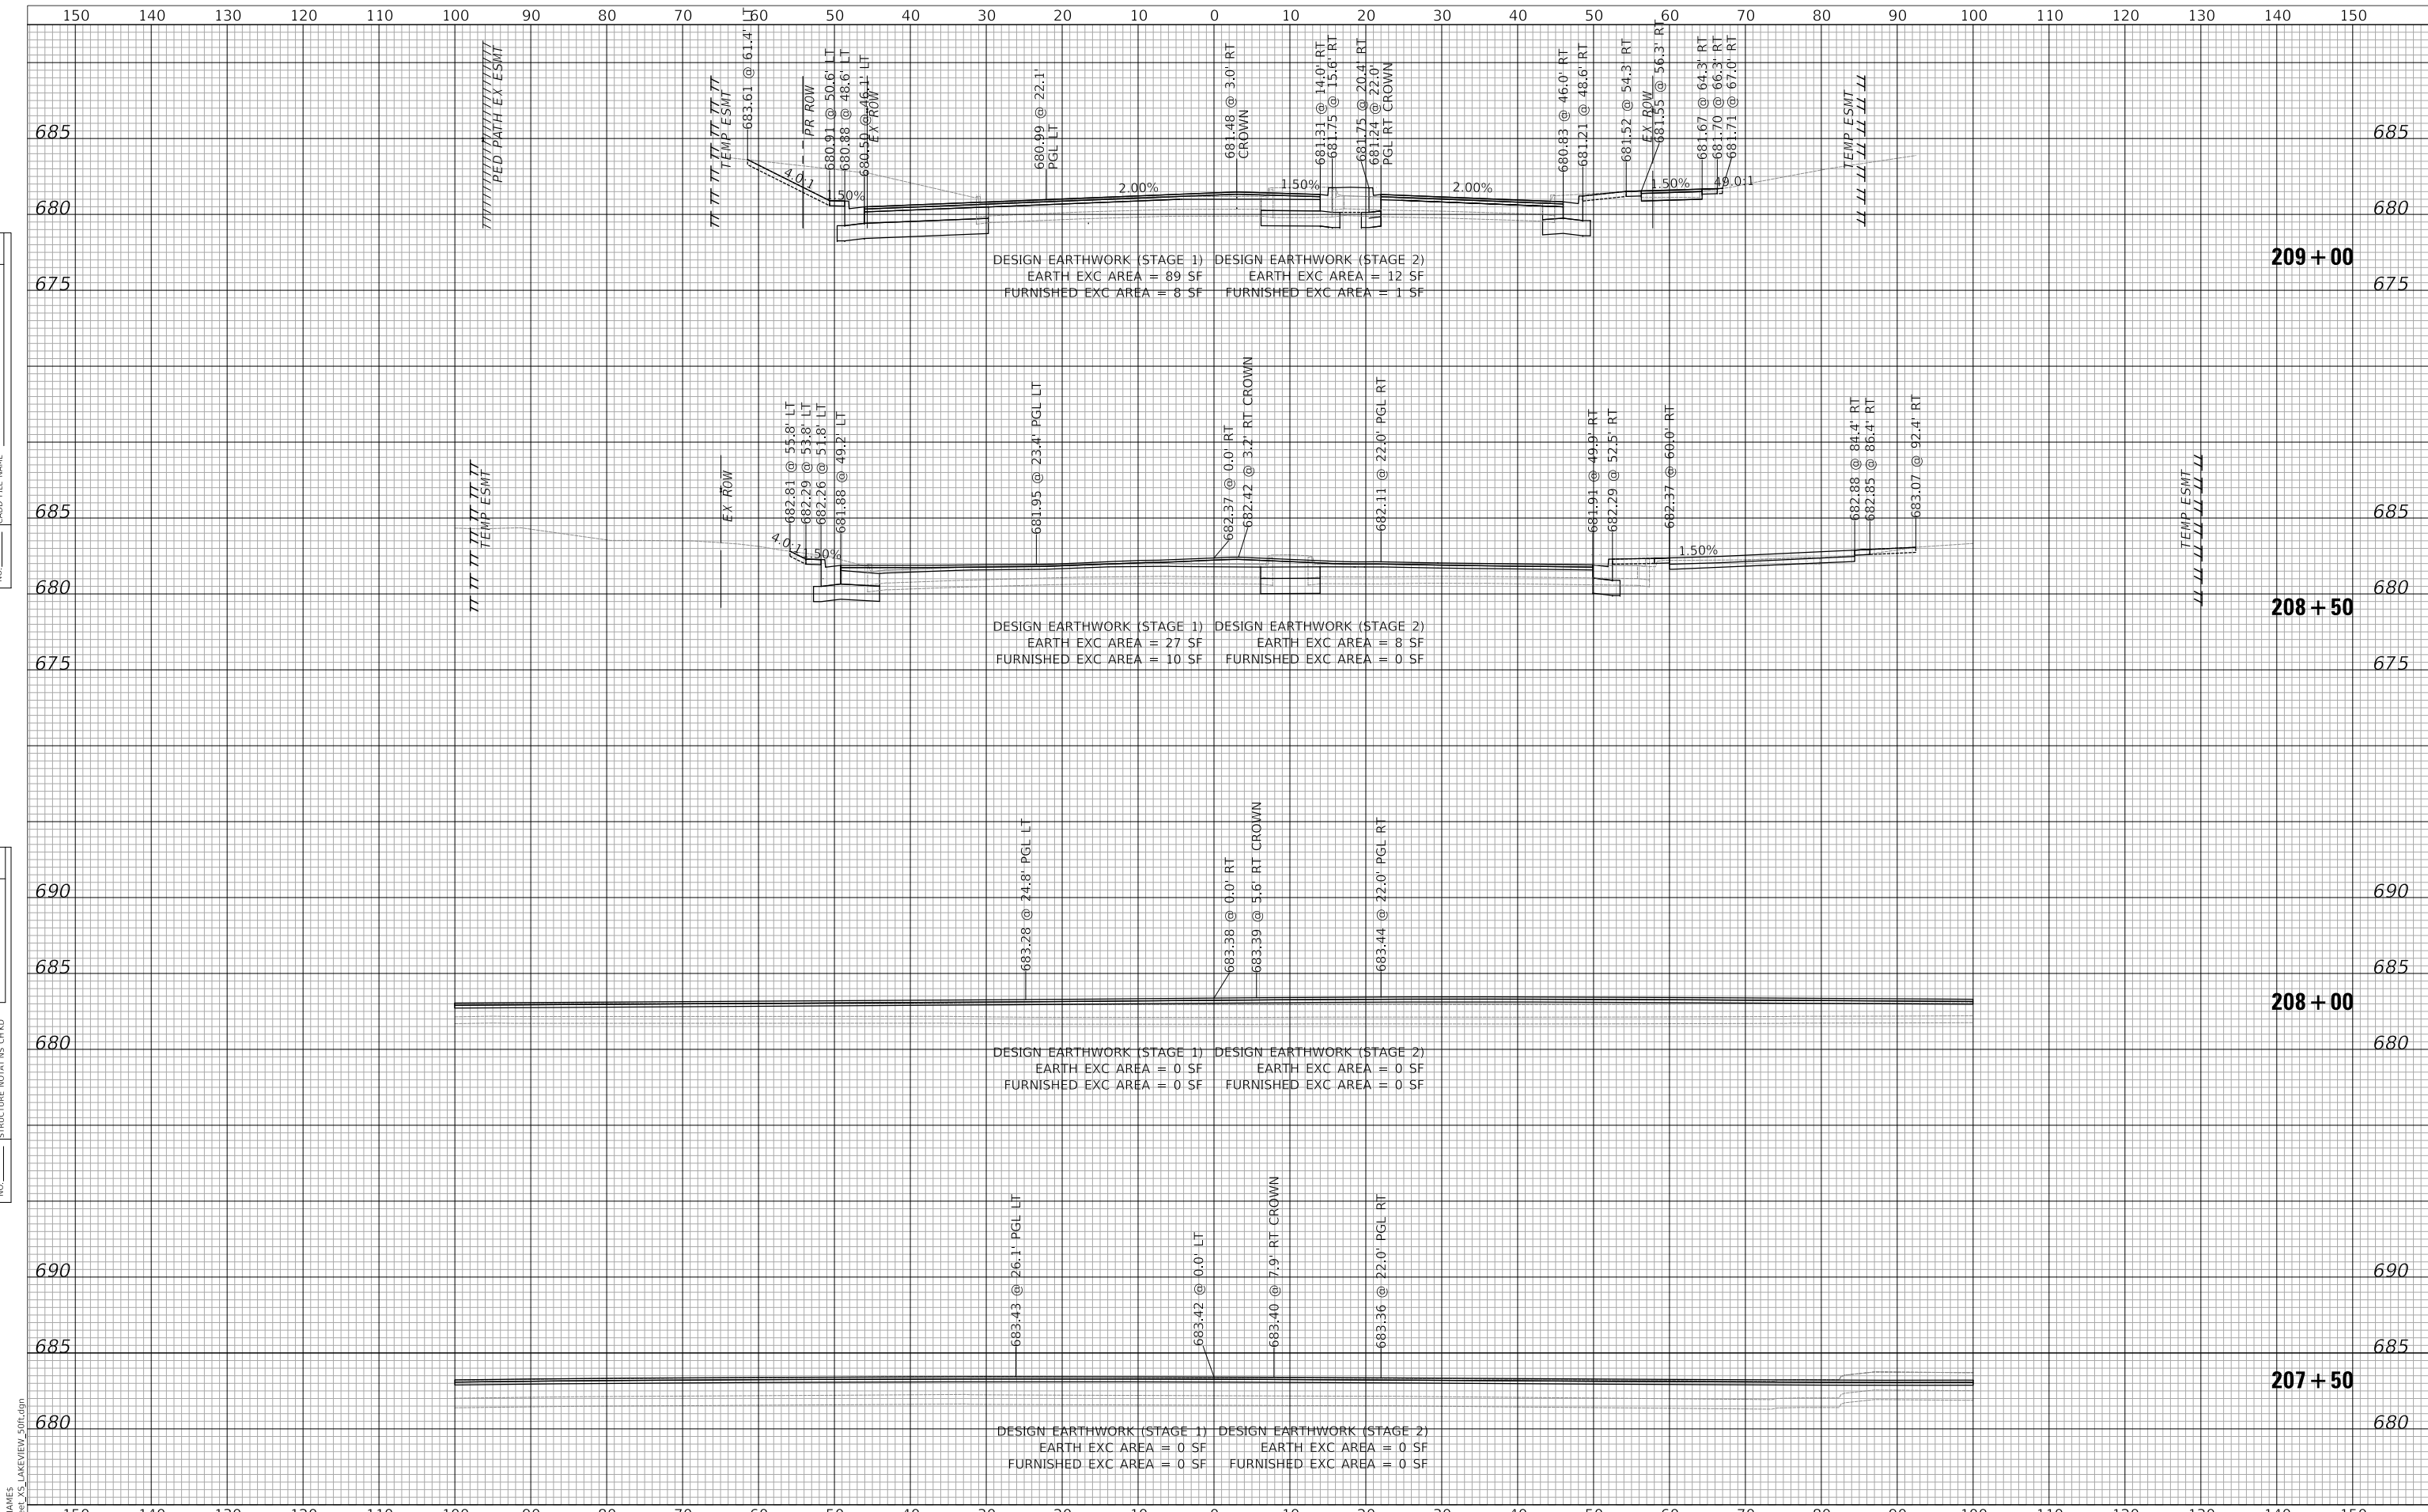 150 140 130 120 110 100 90 80 70 60 50 40 30 20 10 0 10 20 30 40 50 60 70 80 90 100 110 120 130 140 150
PED PATH EX ESMT
TEMP ESMT
683.61 @ 61.4' LT
PR ROW
680.91 @ 50.6' LT
680.88 @ 48.6' LT
680.50 @ 46.1' LT
EX ROW
680.99 @ 22.1'
PGL LT
681.48 @ 3.0' RT
CROWN
681.31 @ 14.0' RT
681.75 @ 15.6' RT
681.75 @ 20.4' RT
681.24 @ 22.0'
PGL RT CROWN
680.83 @ 46.0' RT
681.21 @ 48.6' RT
681.52 @ 54.3' RT
EX ROW
681.55 @ 56.3' RT
681.67 @ 64.3' RT
681.70 @ 66.3' RT
681.71 @ 67.0' RT
TEMP ESMT
685 685
4.0:1 1.50% 2.00% 1.50% 2.00% 1.50% 49.0:1
680 680
209+00
DESIGN EARTHWORK (STAGE 1) DESIGN EARTHWORK (STAGE 2)
EARTH EXC AREA = 89 SF EARTH EXC AREA = 12 SF
FURNISHED EXC AREA = 8 SF FURNISHED EXC AREA = 1 SF
675 675
TEMP ESMT
EX ROW
682.81 @ 55.8' LT
682.29 @ 53.8' LT
682.26 @ 51.8' LT
681.88 @ 49.2' LT
681.95 @ 23.4' PGL LT
682.37 @ 0.0' RT
682.42 @ 3.2' RT CROWN
682.11 @ 22.0' PGL RT
681.91 @ 49.9' RT
682.29 @ 52.5' RT
682.37 @ 60.0' RT
682.88 @ 84.4' RT
682.85 @ 86.4' RT
683.07 @ 92.4' RT
TEMP ESMT
685 685
4.0:1 1.50% 1.50%
680 680
208+50
DESIGN EARTHWORK (STAGE 1) DESIGN EARTHWORK (STAGE 2)
EARTH EXC AREA = 27 SF EARTH EXC AREA = 8 SF
FURNISHED EXC AREA = 10 SF FURNISHED EXC AREA = 0 SF
675 675
683.28 @ 24.8' PGL LT
683.38 @ 0.0' RT
683.39 @ 5.6' RT CROWN
683.44 @ 22.0' PGL RT
690 690
685 685
208+00
680 680
DESIGN EARTHWORK (STAGE 1) DESIGN EARTHWORK (STAGE 2)
EARTH EXC AREA = 0 SF EARTH EXC AREA = 0 SF
FURNISHED EXC AREA = 0 SF FURNISHED EXC AREA = 0 SF
683.43 @ 26.1' PGL LT
683.42 @ 0.0' LT
683.40 @ 7.9' RT CROWN
683.36 @ 22.0' PGL RT
690 690
685 685
207+50
680 680
DESIGN EARTHWORK (STAGE 1) DESIGN EARTHWORK (STAGE 2)
EARTH EXC AREA = 0 SF EARTH EXC AREA = 0 SF
FURNISHED EXC AREA = 0 SF FURNISHED EXC AREA = 0 SF